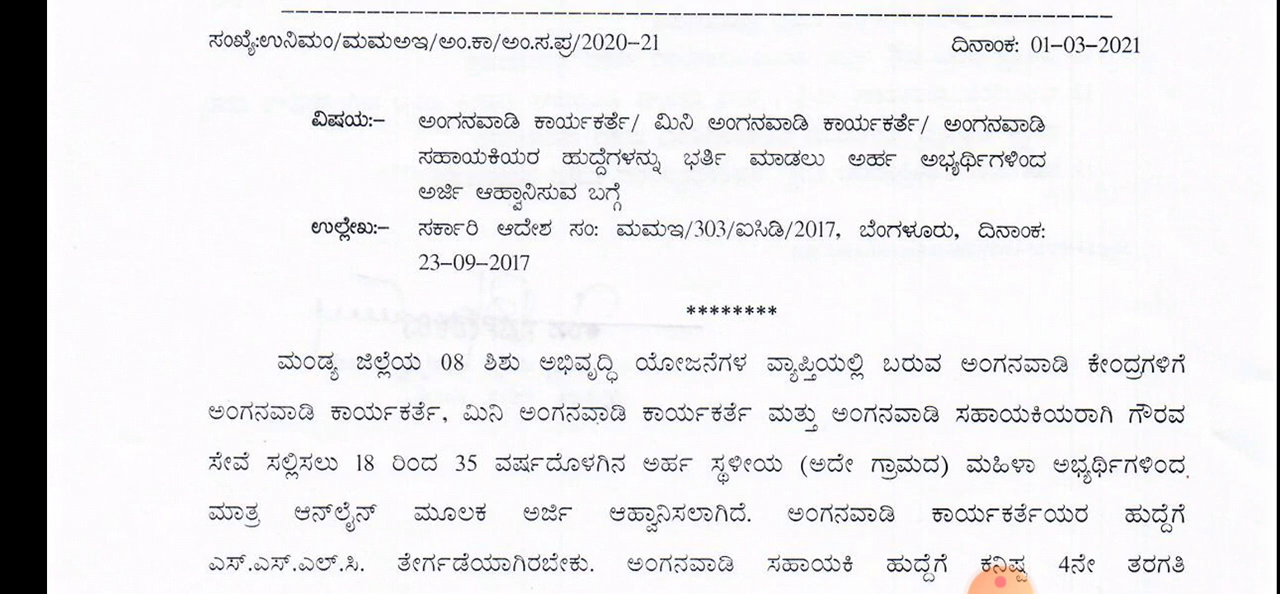 ಸಂಖ್ಯೆ:ಉನಿಮಂ/ಮಮಅಇ/ಅಂ.ಕಾ/ಅಂ.ಸ.ಪ್ರ/2020-21 ದಿನಾಂಕ: 01-03-2021
ವಿಷಯ:- ಅಂಗನವಾಡಿ ಕಾರ್ಯಕರ್ತೆ/ ಮಿನಿ ಅಂಗನವಾಡಿ ಕಾರ್ಯಕರ್ತೆ/ ಅಂಗನವಾಡಿ
ಸಹಾಯಕಿಯರ ಹುದ್ದೆಗಳನ್ನು ಭರ್ತಿ ಮಾಡಲು ಅರ್ಹ ಅಭ್ಯರ್ಥಿಗಳಿಂದ
ಅರ್ಜಿ ಆಹ್ವಾನಿಸುವ ಬಗ್ಗೆ
ಉಲ್ಲೇಖ:- ಸರ್ಕಾರಿ ಆದೇಶ ಸಂ: ಮಮಇ/303/ಐಸಿಡಿ/2017, ಬೆಂಗಳೂರು, ದಿನಾಂಕ:
23-09-2017
********
ಮಂಡ್ಯ ಜಿಲ್ಲೆಯ 08 ಶಿಶು ಅಭಿವೃದ್ಧಿ ಯೋಜನೆಗಳ ವ್ಯಾಪ್ತಿಯಲ್ಲಿ ಬರುವ ಅಂಗನವಾಡಿ ಕೇಂದ್ರಗಳಿಗೆ
ಅಂಗನವಾಡಿ ಕಾರ್ಯಕರ್ತೆ, ಮಿನಿ ಅಂಗನವಾಡಿ ಕಾರ್ಯಕರ್ತೆ ಮತ್ತು ಅಂಗನವಾಡಿ ಸಹಾಯಕಿಯರಾಗಿ ಗೌರವ
ಸೇವೆ ಸಲ್ಲಿಸಲು 18 ರಿಂದ 35 ವರ್ಷದೊಳಗಿನ ಅರ್ಹ ಸ್ಥಳೀಯ (ಅದೇ ಗ್ರಾಮದ) ಮಹಿಳಾ ಅಭ್ಯರ್ಥಿಗಳಿಂದ
ಮಾತ್ರ ಆನ್‌ಲೈನ್ ಮೂಲಕ ಅರ್ಜಿ ಆಹ್ವಾನಿಸಲಾಗಿದೆ. ಅಂಗನವಾಡಿ ಕಾರ್ಯಕರ್ತೆಯರ ಹುದ್ದೆಗೆ
ಎಸ್.ಎಸ್.ಎಲ್.ಸಿ. ತೇರ್ಗಡೆಯಾಗಿರಬೇಕು. ಅಂಗನವಾಡಿ ಸಹಾಯಕಿ ಹುದ್ದೆಗೆ ಕನಿಷ್ಟ 4ನೇ ತರಗತಿ